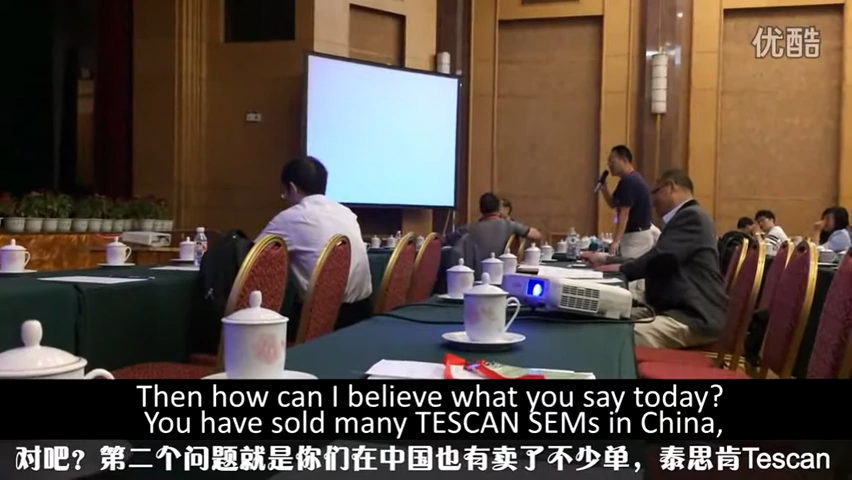 优酷
Then how can I believe what you say today?
You have sold many TESCAN SEMs in China,
对吧？第二个问题就是你们在中国也有卖了不少单，泰思肯Tescan